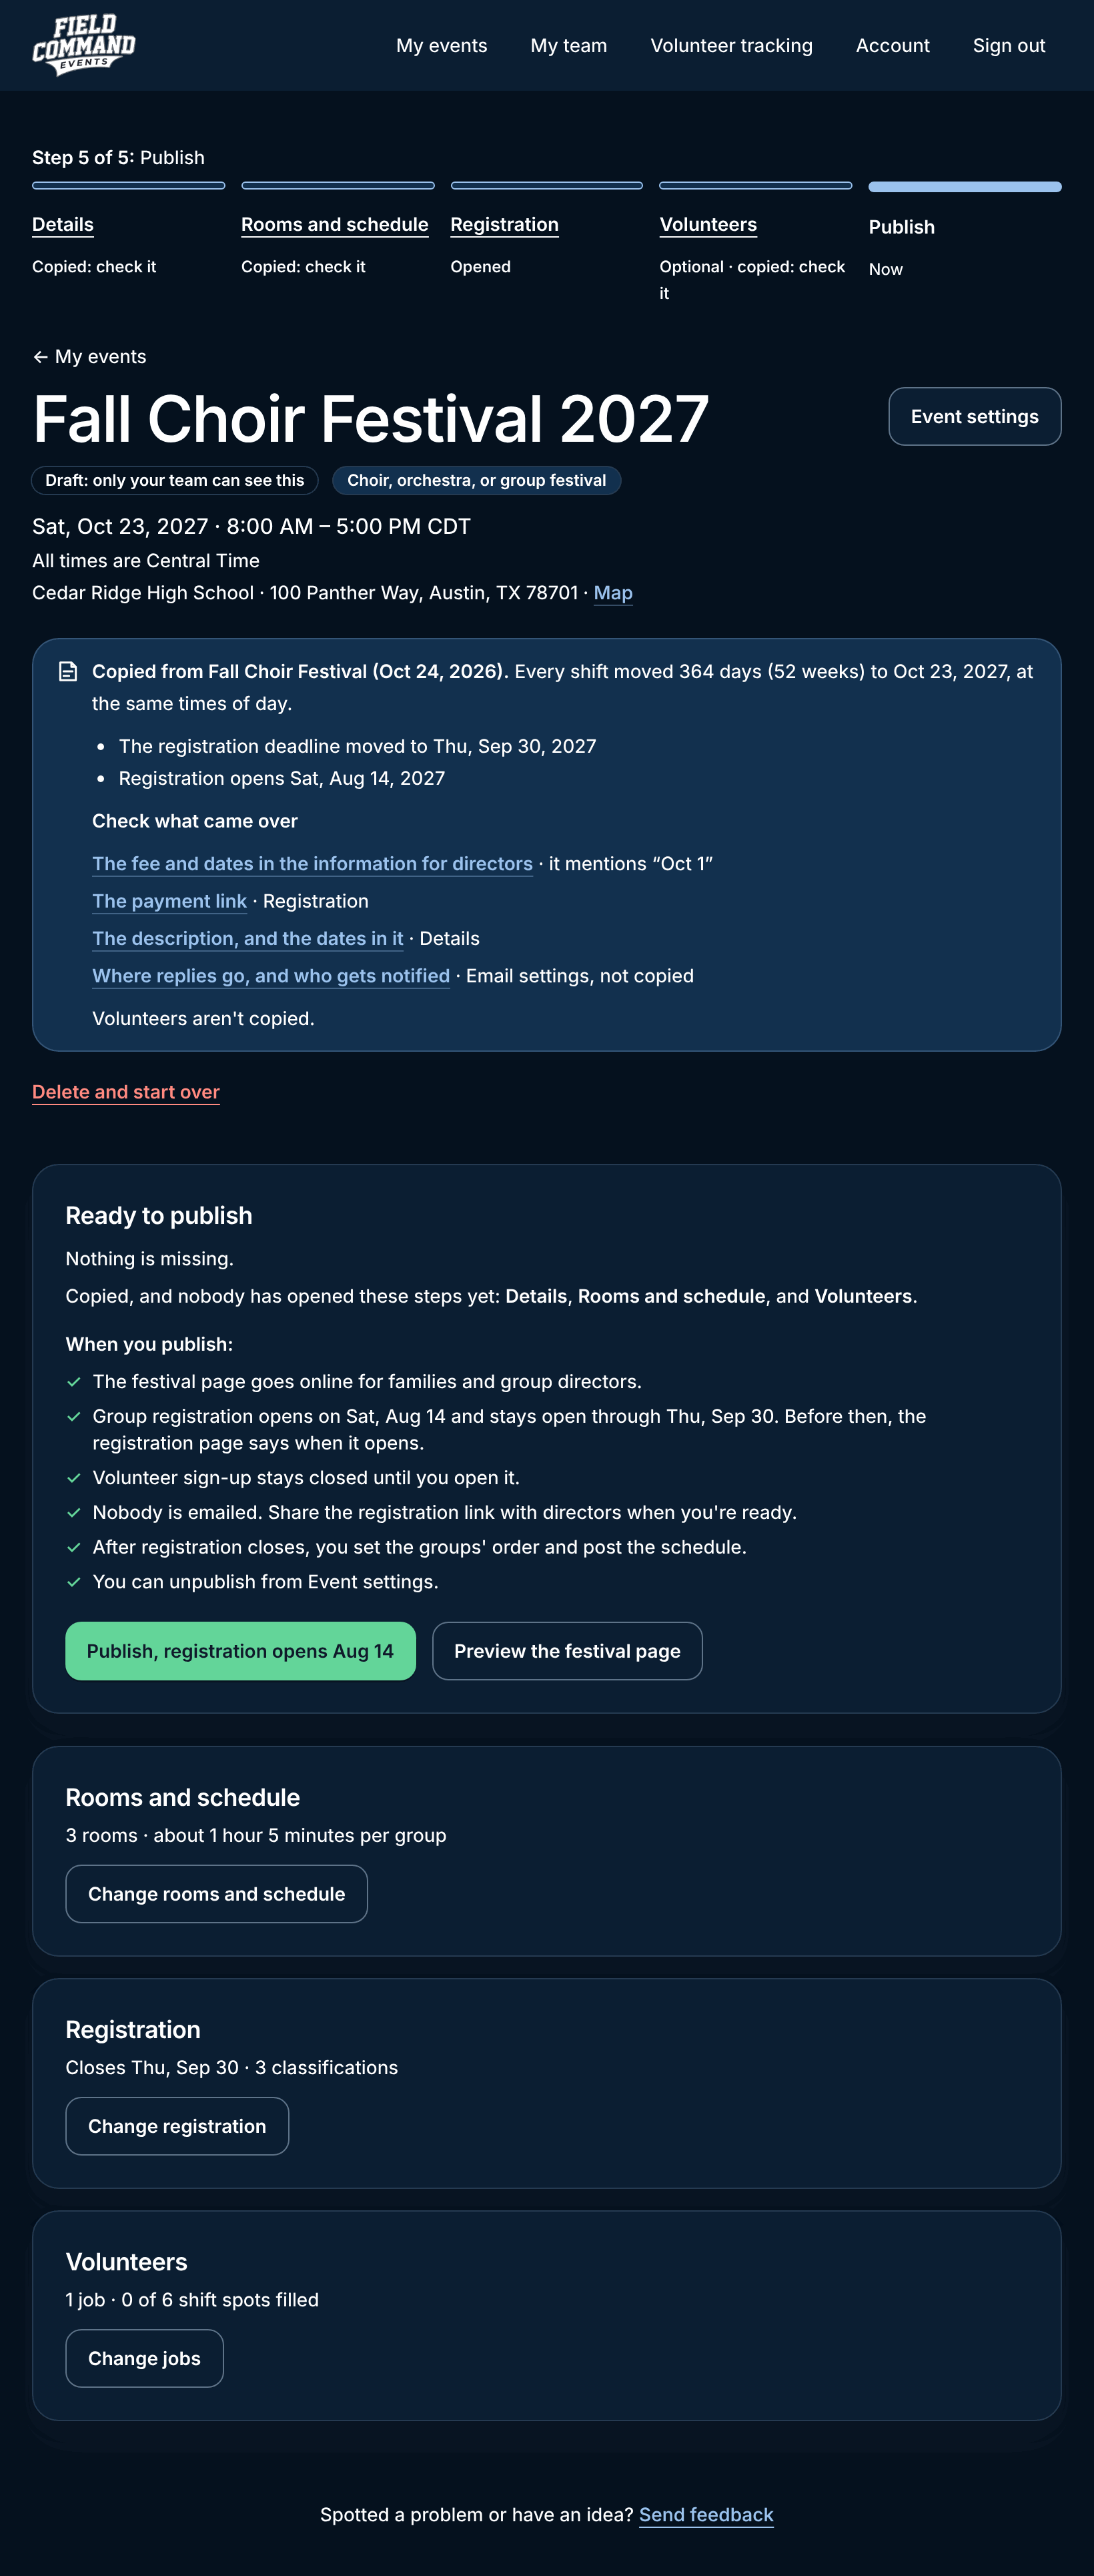 FIELD
COMMAND
EVENTS
My events
My team
Volunteer tracking
Account
Sign out
Step 5 of 5: Publish
Details
Copied: check it
Rooms and schedule
Copied: check it
Registration
Opened
Volunteers
Optional · copied: check
it
Publish
Now
← My events
Fall Choir Festival 2027
Event settings
Draft: only your team can see this
Choir, orchestra, or group festival
Sat, Oct 23, 2027 · 8:00 AM – 5:00 PM CDT
All times are Central Time
Cedar Ridge High School · 100 Panther Way, Austin, TX 78701 · Map
Copied from Fall Choir Festival (Oct 24, 2026). Every shift moved 364 days (52 weeks) to Oct 23, 2027, at
the same times of day.
• The registration deadline moved to Thu, Sep 30, 2027
• Registration opens Sat, Aug 14, 2027
Check what came over
The fee and dates in the information for directors · it mentions “Oct 1”
The payment link · Registration
The description, and the dates in it · Details
Where replies go, and who gets notified · Email settings, not copied
Volunteers aren't copied.
Delete and start over
Ready to publish
Nothing is missing.
Copied, and nobody has opened these steps yet: Details, Rooms and schedule, and Volunteers.
When you publish:
The festival page goes online for families and group directors.
Group registration opens on Sat, Aug 14 and stays open through Thu, Sep 30. Before then, the
registration page says when it opens.
Volunteer sign-up stays closed until you open it.
Nobody is emailed. Share the registration link with directors when you're ready.
After registration closes, you set the groups' order and post the schedule.
You can unpublish from Event settings.
Publish, registration opens Aug 14
Preview the festival page
Rooms and schedule
3 rooms · about 1 hour 5 minutes per group
Change rooms and schedule
Registration
Closes Thu, Sep 30 · 3 classifications
Change registration
Volunteers
1 job · 0 of 6 shift spots filled
Change jobs
Spotted a problem or have an idea? Send feedback